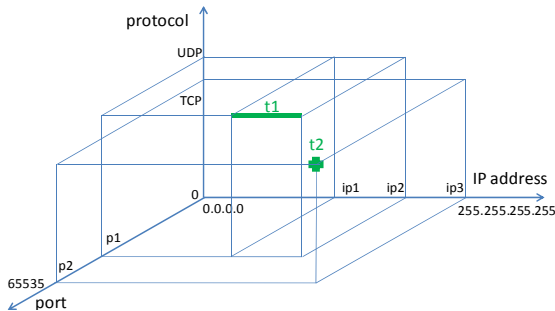 protocol
UDP
TCP
t1
t2
IP address
0
0.0.0.0
ip1
ip2
ip3
255.255.255.255
p1
p2
65535
port